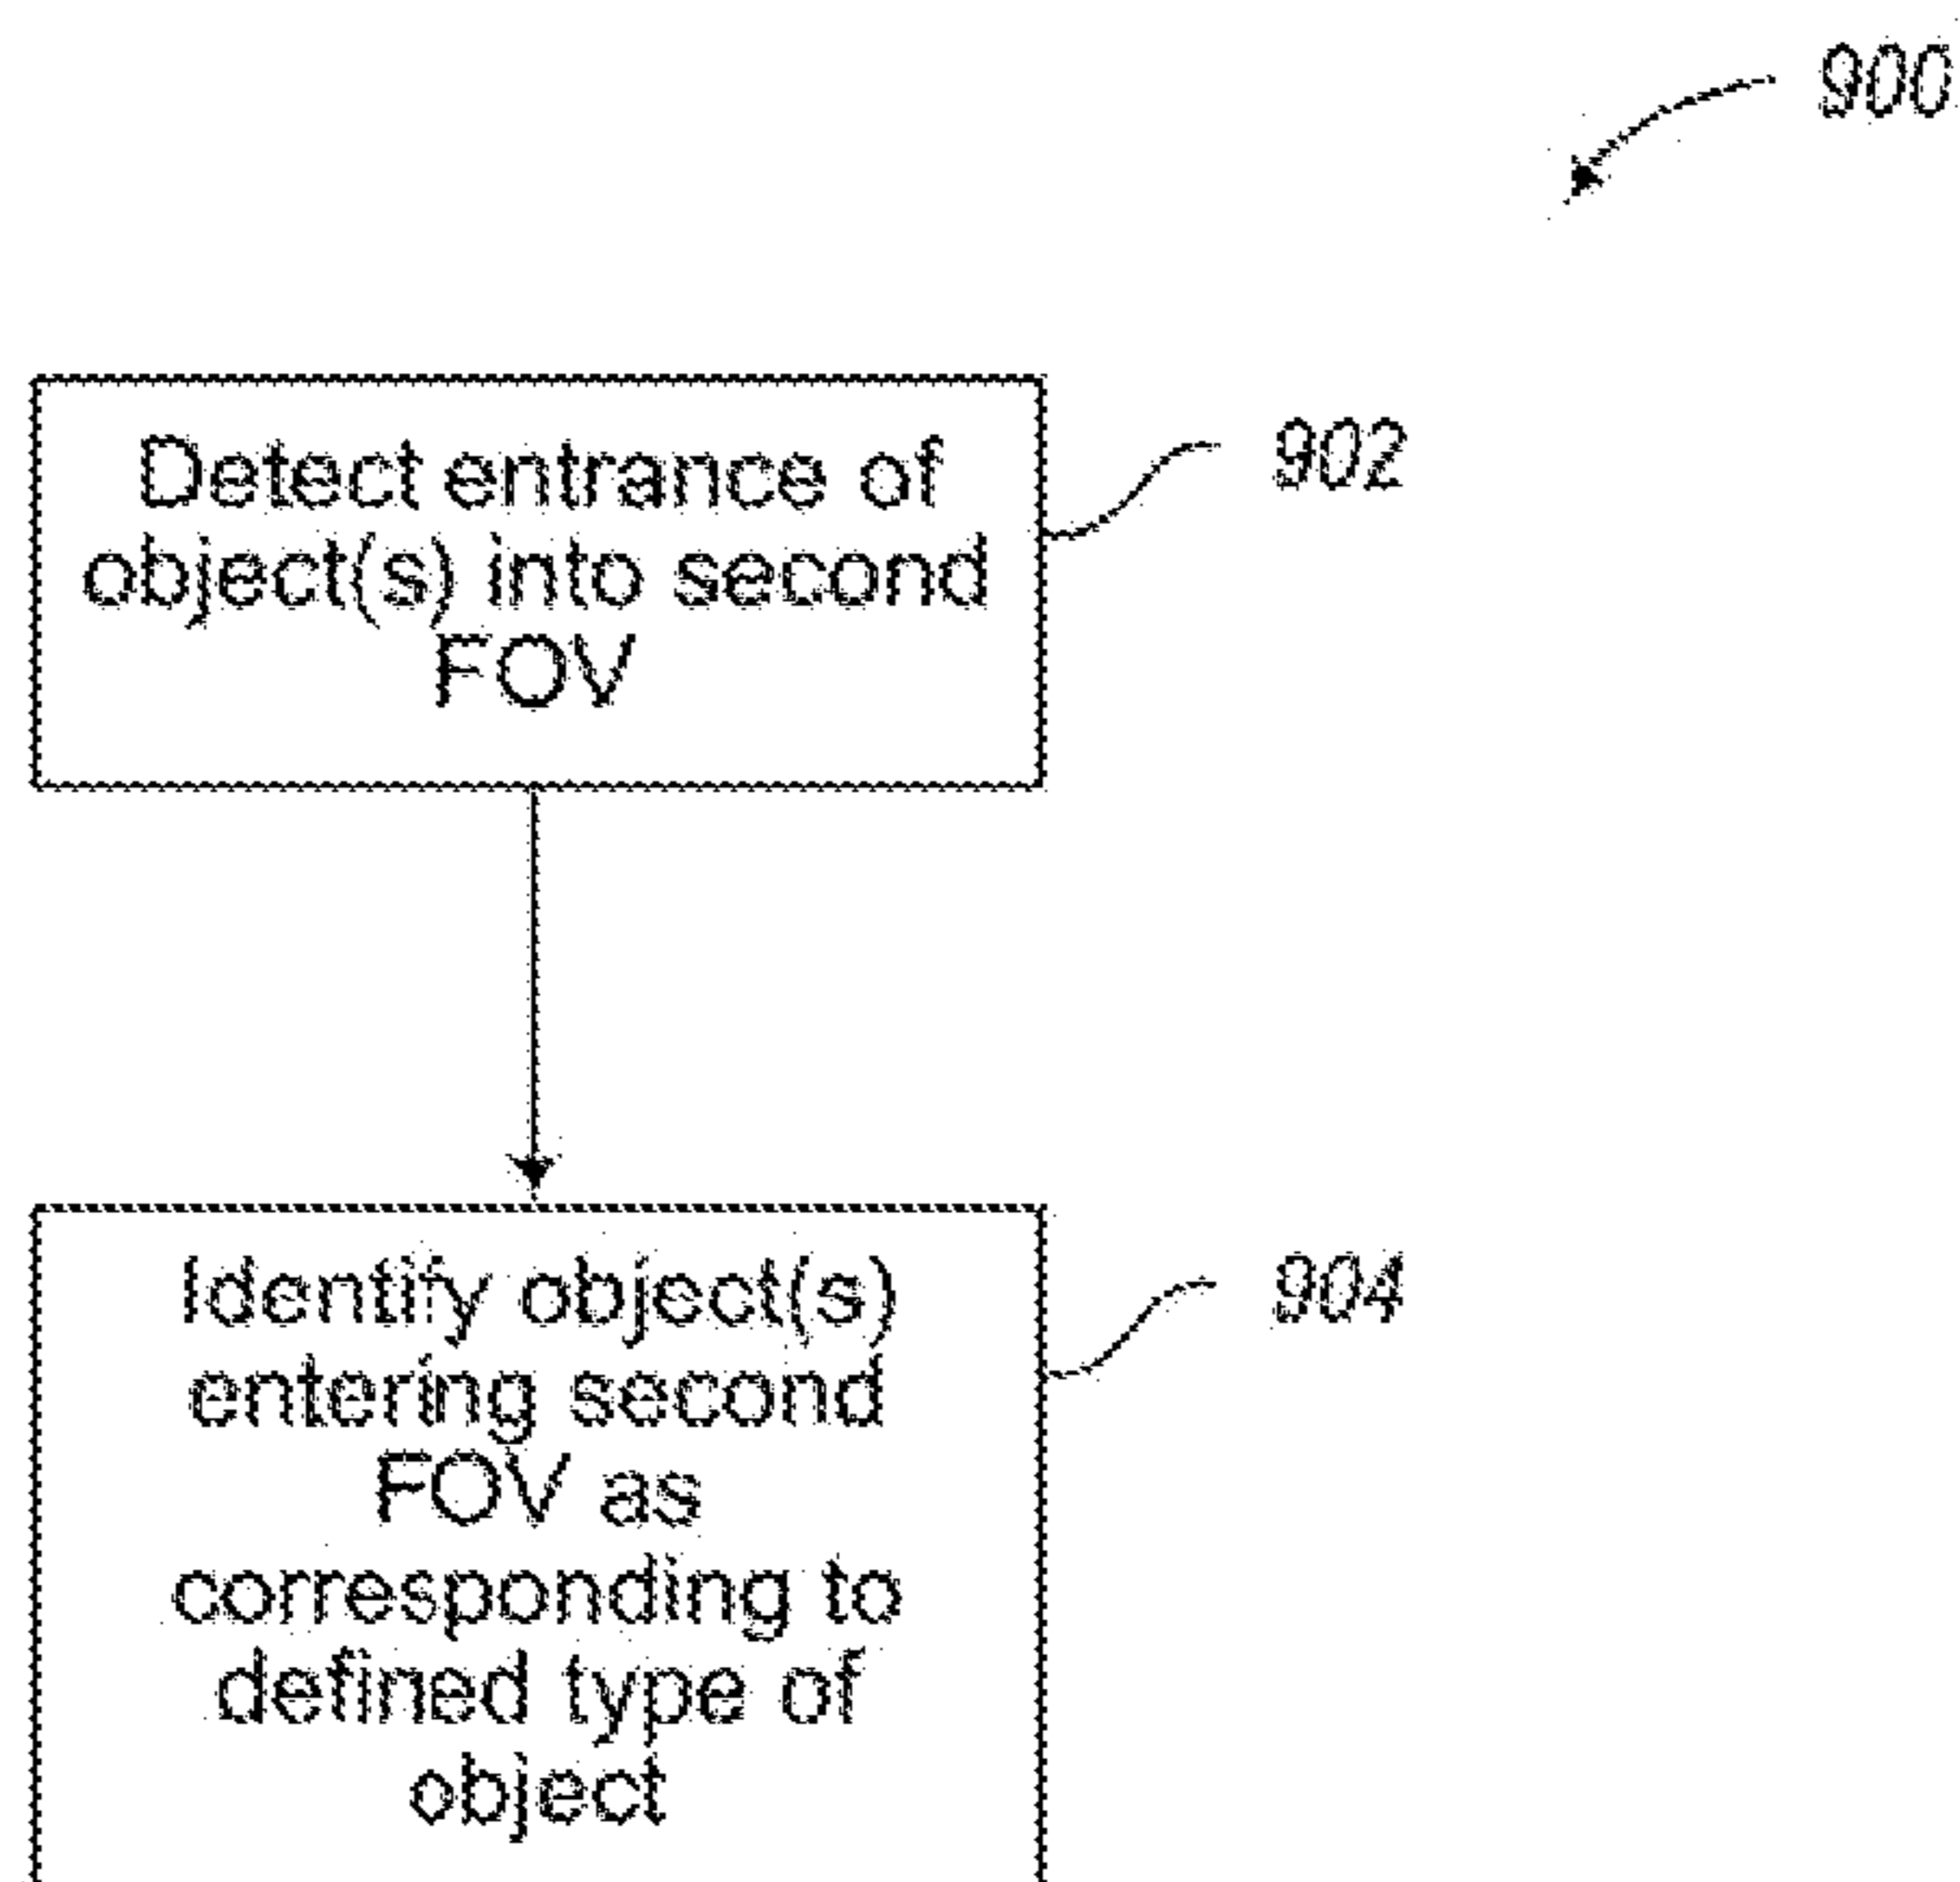 900
Detect entrance of
object(s) into second
FOV
902
Identify object(s)
entering second
FOV as
corresponding to
defined type of
object
904